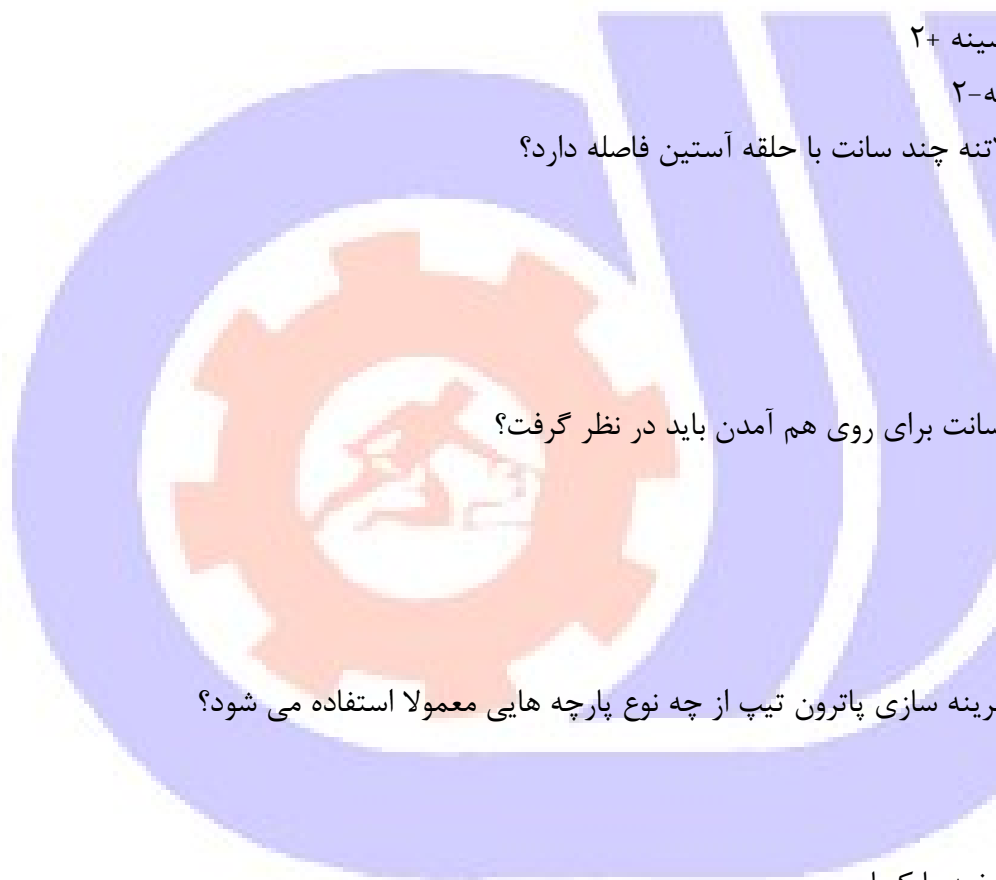 سینه +۲
ه-۲
تنه چند سانت با حلقه آستین فاصله دارد؟
سانت برای روی هم آمدن باید در نظر گرفت؟
رینه سازی پاترون تیپ از چه نوع پارچه هایی معمولا استفاده می شود؟